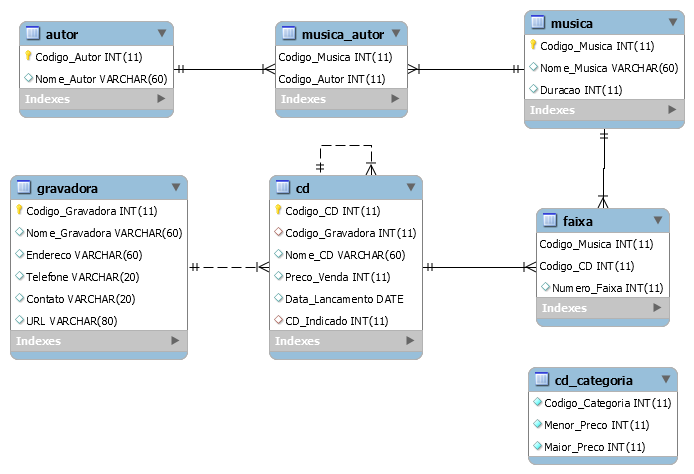 autor
Codigo_Autor INT(11)
Nome_Autor VARCHAR(60)
Indexes
musica_autor
Codigo_Musica INT(11)
Codigo_Autor INT(11)
Indexes
musica
Codigo_Musica INT(11)
Nome_Musica VARCHAR(60)
Duracao INT(11)
Indexes
gravadora
Codigo_Gravadora INT(11)
Nome_Gravadora VARCHAR(60)
Endereco VARCHAR(60)
Telefone VARCHAR(20)
Contato VARCHAR(20)
URL VARCHAR(80)
Indexes
cd
Codigo_CD INT(11)
Codigo_Gravadora INT(11)
Nome_CD VARCHAR(60)
Preco_Venda INT(11)
Data_Lancamento DATE
CD_Indicado INT(11)
Indexes
faixa
Codigo_Musica INT(11)
Codigo_CD INT(11)
Numero_Faixa INT(11)
Indexes
cd_categoria
Codigo_Categoria INT(11)
Menor_Preco INT(11)
Maior_Preco INT(11)